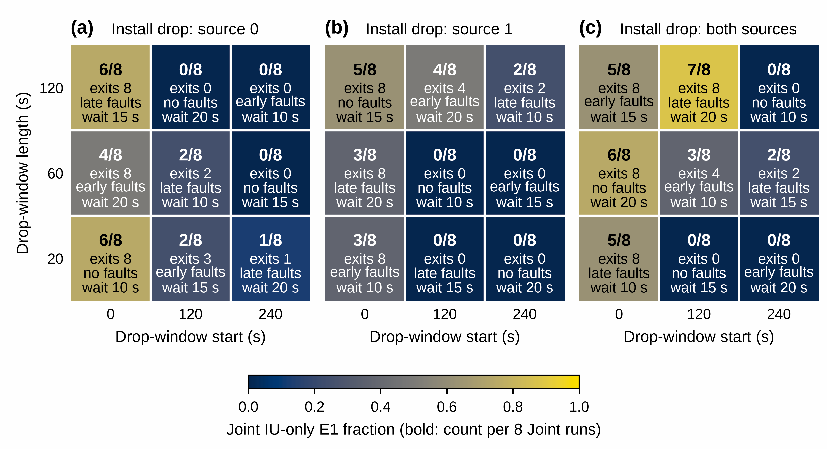 (a) Install drop: source 0
(b) Install drop: source 1
(c) Install drop: both sources
Drop-window length (s)
120
60
20
6/8
exits 8
late faults
wait 15 s
0/8
exits 0
no faults
wait 20 s
0/8
exits 0
early faults
wait 10 s
4/8
exits 8
early faults
wait 20 s
2/8
exits 2
late faults
wait 10 s
0/8
exits 0
no faults
wait 15 s
6/8
exits 8
no faults
wait 10 s
2/8
exits 3
early faults
wait 15 s
1/8
exits 1
late faults
wait 20 s
0
120
240
Drop-window start (s)
5/8
exits 8
no faults
wait 15 s
4/8
exits 4
early faults
wait 20 s
2/8
exits 2
late faults
wait 10 s
3/8
exits 8
late faults
wait 20 s
0/8
exits 0
no faults
wait 10 s
0/8
exits 0
early faults
wait 15 s
3/8
exits 8
early faults
wait 10 s
0/8
exits 0
late faults
wait 15 s
0/8
exits 0
no faults
wait 20 s
0
120
240
Drop-window start (s)
5/8
exits 8
early faults
wait 15 s
7/8
exits 8
late faults
wait 20 s
0/8
exits 0
no faults
wait 10 s
6/8
exits 8
no faults
wait 20 s
3/8
exits 4
early faults
wait 10 s
2/8
exits 2
late faults
wait 15 s
5/8
exits 8
late faults
wait 10 s
0/8
exits 0
no faults
wait 15 s
0/8
exits 0
early faults
wait 20 s
0
120
240
Drop-window start (s)
0.0
0.2
0.4
0.6
0.8
1.0
Joint IU-only E1 fraction (bold: count per 8 Joint runs)